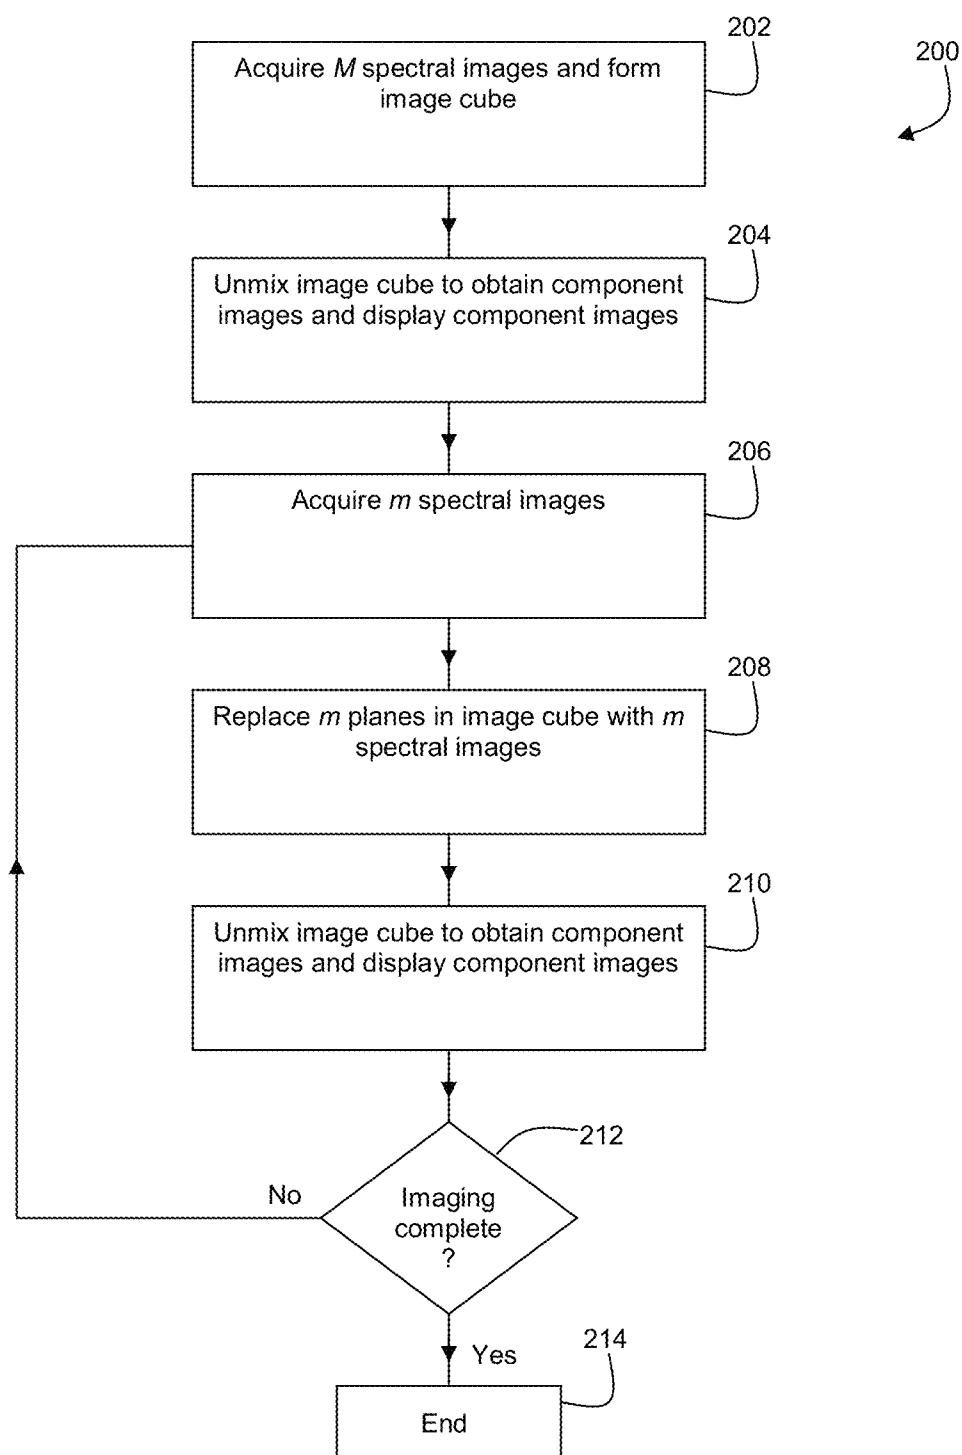 202
200
Acquire M spectral images and form
image cube
204
Unmix image cube to obtain component
images and display component images
206
Acquire m spectral images
208
Replace m planes in image cube with m
spectral images
210
Unmix image cube to obtain component
images and display component images
212
No
Imaging
complete
?
Yes
214
End